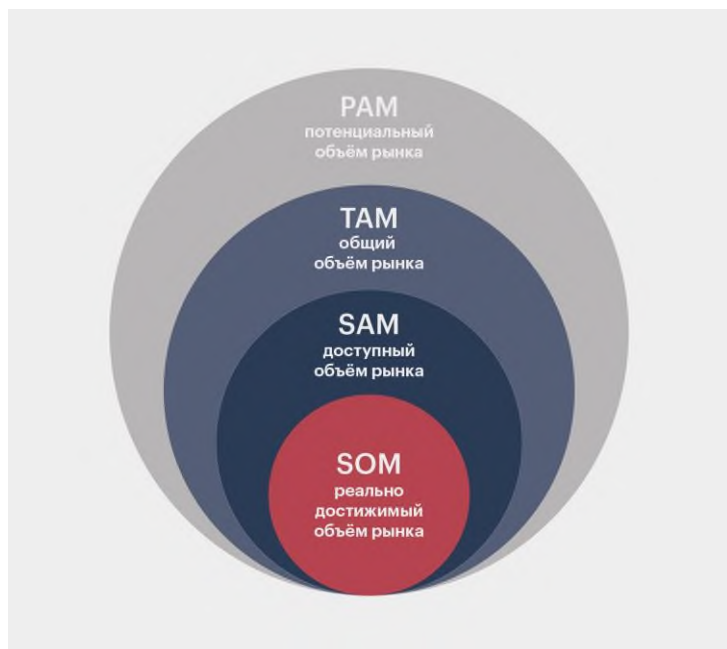 PAM
потенциальный
объём рынка
TAM
общий
объём рынка
SAM
доступный
объём рынка
SOM
реально
достижимый
объём рынка